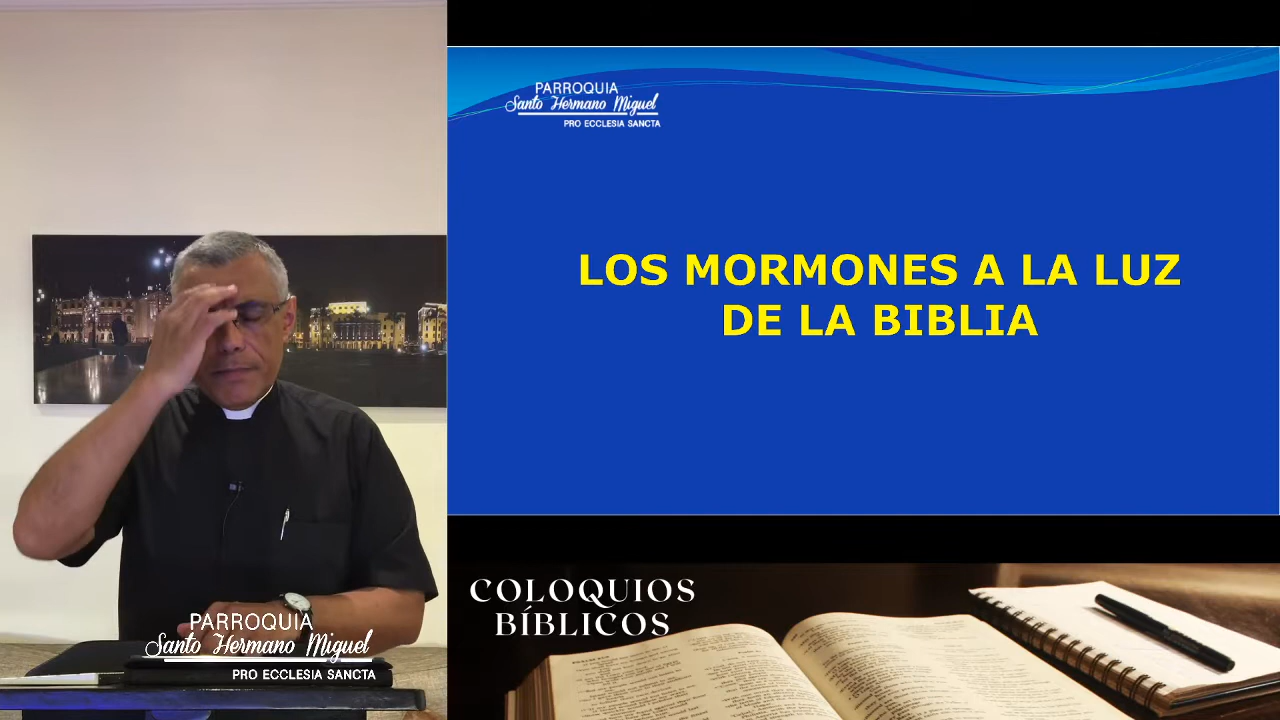 PARROQUIA
Santo Hermano Miguel
PRO ECCLESIA SANCTA
LOS MORMONES A LA LUZ
DE LA BIBLIA
COLOQUIOS
BÍBLICOS
PARROQUIA
Santo Hermano Miguel
PRO ECCLESIA SANCTA